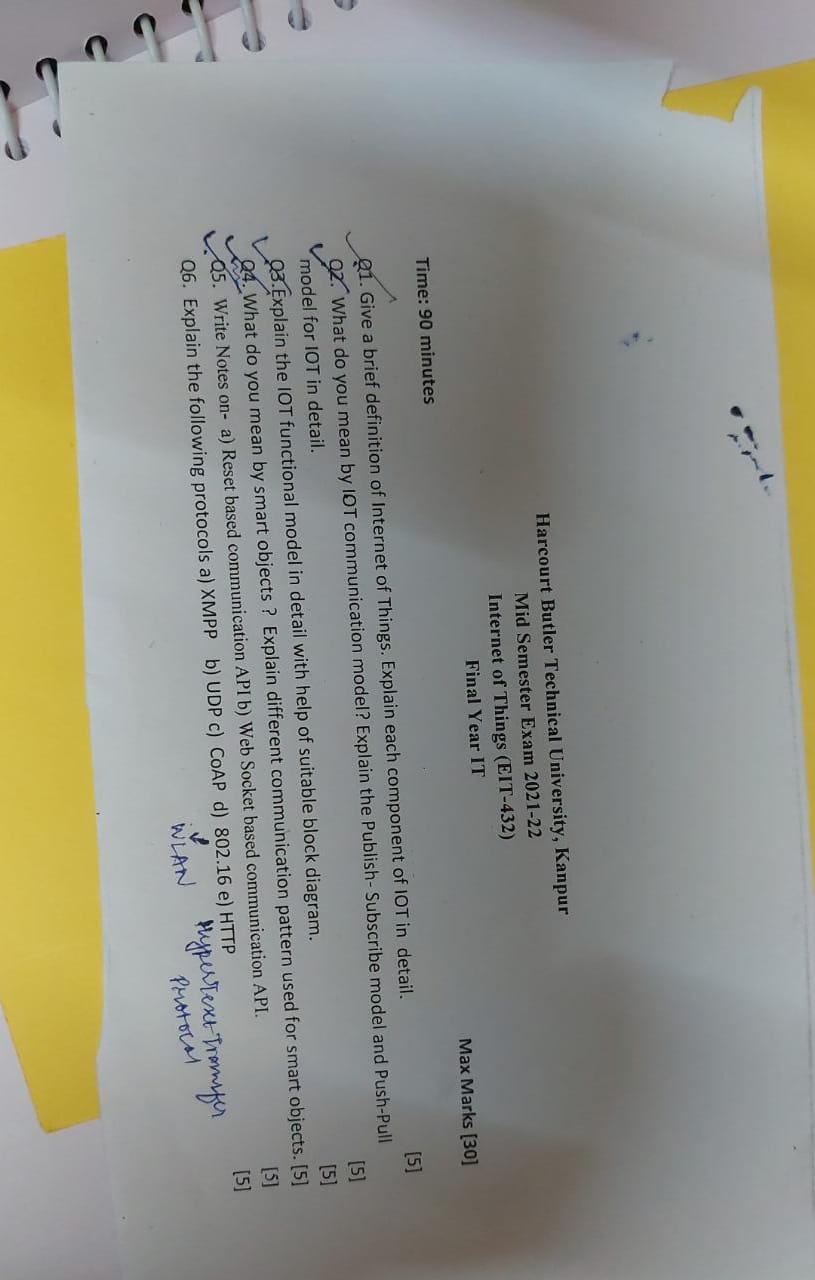 Harcourt Butler Technical University, Kanpur
Mid Semester Exam 2021-22
Internet of Things (EIT-432)
Final Year IT
Time: 90 minutes Max Marks [30]
Q1. Give a brief definition of Internet of Things. Explain each component of IOT in detail. [5]
Q2. What do you mean by IOT communication model? Explain the Publish- Subscribe model and Push-Pull
model for IOT in detail. [5]
Q3.Explain the IOT functional model in detail with help of suitable block diagram. [5]
Q4. What do you mean by smart objects ? Explain different communication pattern used for smart objects. [5]
Q5. Write Notes on- a) Reset based communication API b) Web Socket based communication API. [5]
Q6. Explain the following protocols a) XMPP b) UDP c) CoAP d) 802.16 e) HTTP [5]
WLAN
HyperText Transfer
Protocol